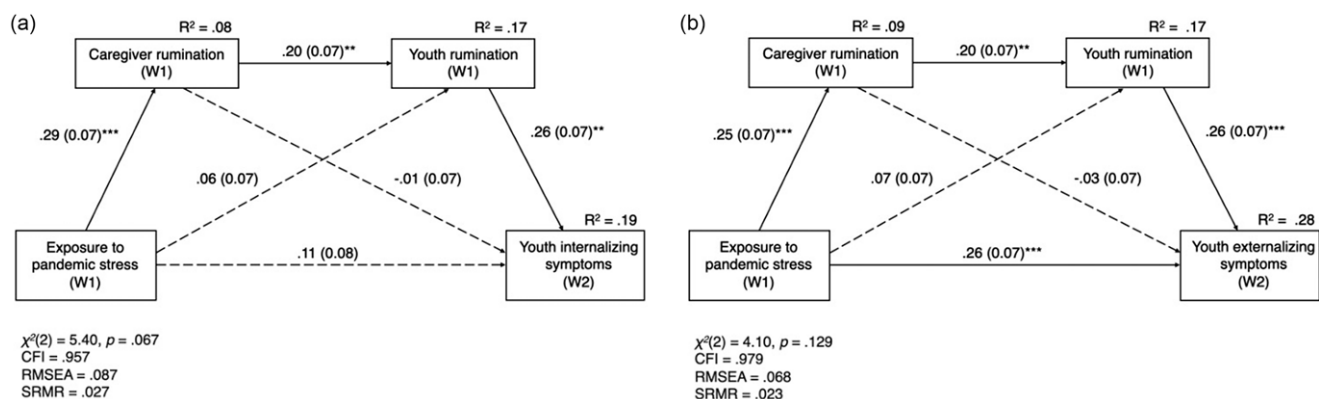 (a)
R² = .08
R² = .17
Caregiver rumination
(W1)
.20 (0.07)**
Youth rumination
(W1)
.29 (0.07)***
.26 (0.07)**
.06 (0.07)
-.01 (0.07)
R² = .19
Exposure to
pandemic stress
(W1)
.11 (0.08)
Youth internalizing
symptoms
(W2)
χ²(2) = 5.40, p = .067
CFI = .957
RMSEA = .087
SRMR = .027
(b)
R² = .09
R² = .17
Caregiver rumination
(W1)
.20 (0.07)**
Youth rumination
(W1)
.25 (0.07)***
.26 (0.07)***
.07 (0.07)
-.03 (0.07)
R² = .28
Exposure to
pandemic stress
(W1)
.26 (0.07)***
Youth externalizing
symptoms
(W2)
χ²(2) = 4.10, p = .129
CFI = .979
RMSEA = .068
SRMR = .023